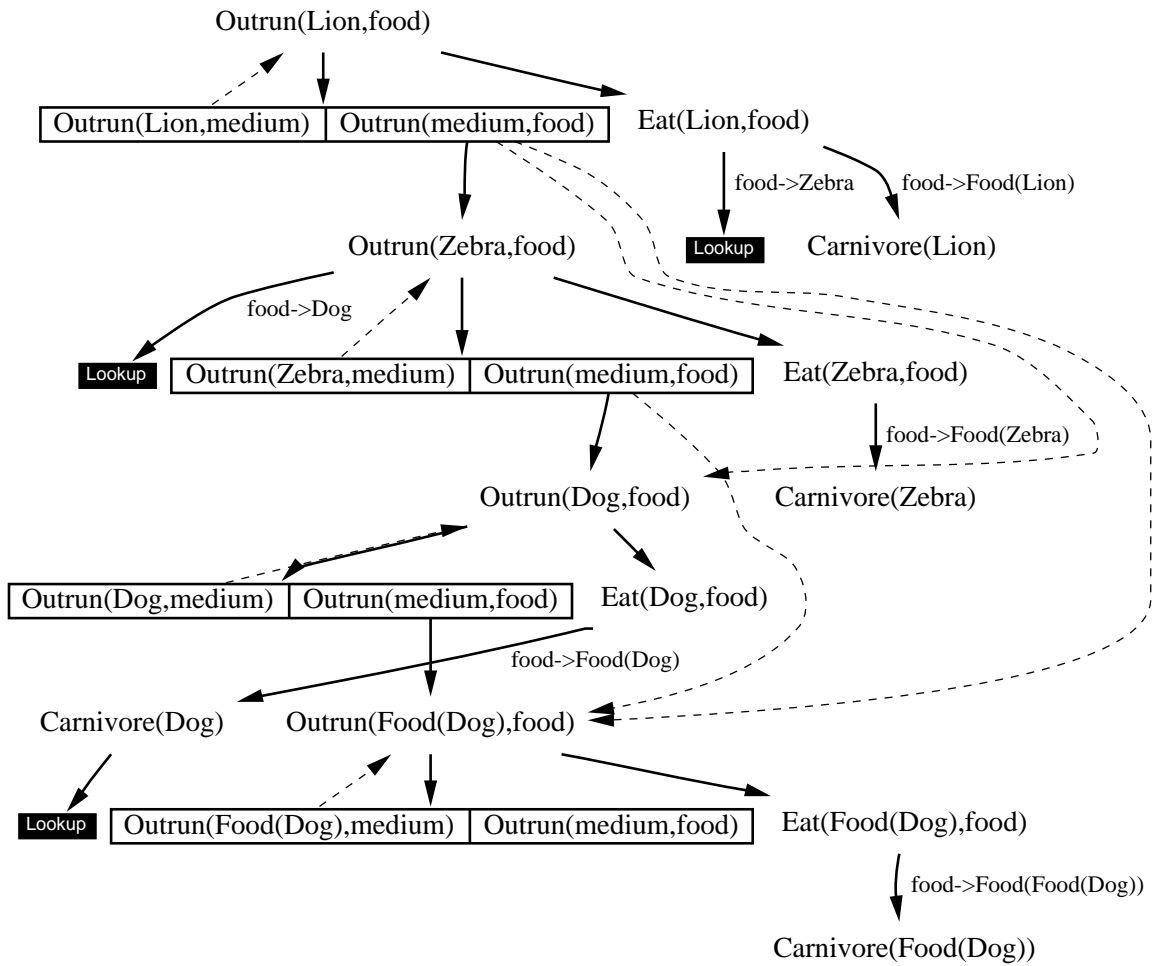 Outrun(Lion,food)
Outrun(Lion,medium) Outrun(medium,food) Eat(Lion,food)
food->Zebra food->Food(Lion)
Outrun(Zebra,food) Lookup Carnivore(Lion)
food->Dog
Lookup Outrun(Zebra,medium) Outrun(medium,food) Eat(Zebra,food)
food->Food(Zebra)
Outrun(Dog,food) Carnivore(Zebra)
Outrun(Dog,medium) Outrun(medium,food) Eat(Dog,food)
food->Food(Dog)
Carnivore(Dog) Outrun(Food(Dog),food)
Lookup Outrun(Food(Dog),medium) Outrun(medium,food) Eat(Food(Dog),food)
food->Food(Food(Dog))
Carnivore(Food(Dog))